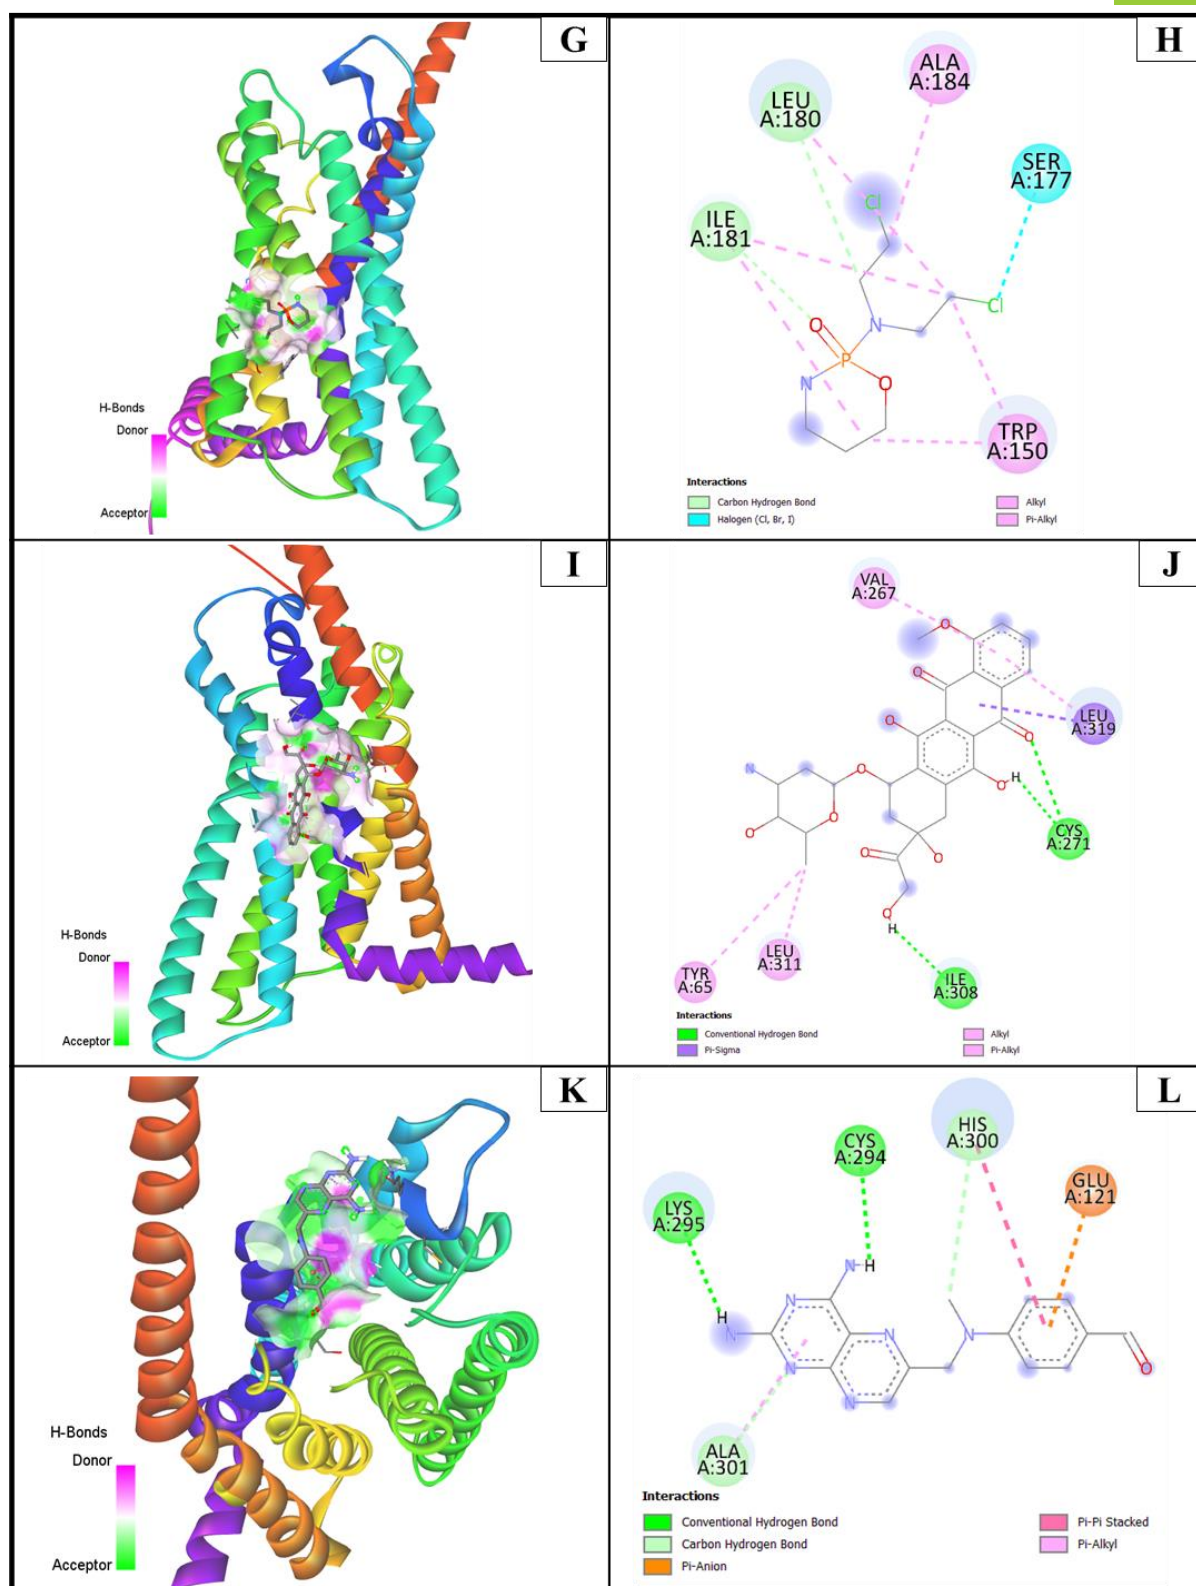 G
H-Bonds
Donor
Acceptor
H
ALA
A:184
LEU
A:180
SER
A:177
ILE
A:181
Cl
Cl
O
N
P
N
O
TRP
A:150
Interactions
Carbon Hydrogen Bond
Alkyl
Halogen (Cl, Br, I)
Pi-Alkyl
I
H-Bonds
Donor
Acceptor
J
VAL
A:267
O
O
LEU
A:319
O
O
N
O
H
O
O
CYS
A:271
O
O
O
O
H
LEU
A:311
TYR
A:65
ILE
A:308
Interactions
Conventional Hydrogen Bond
Alkyl
Pi-Sigma
Pi-Alkyl
K
H-Bonds
Donor
Acceptor
L
HIS
A:300
CYS
A:294
GLU
A:121
LYS
A:295
N H
H
N
N
N
N
N
N
O
ALA
A:301
Interactions
Conventional Hydrogen Bond
Pi-Pi Stacked
Carbon Hydrogen Bond
Pi-Alkyl
Pi-Anion